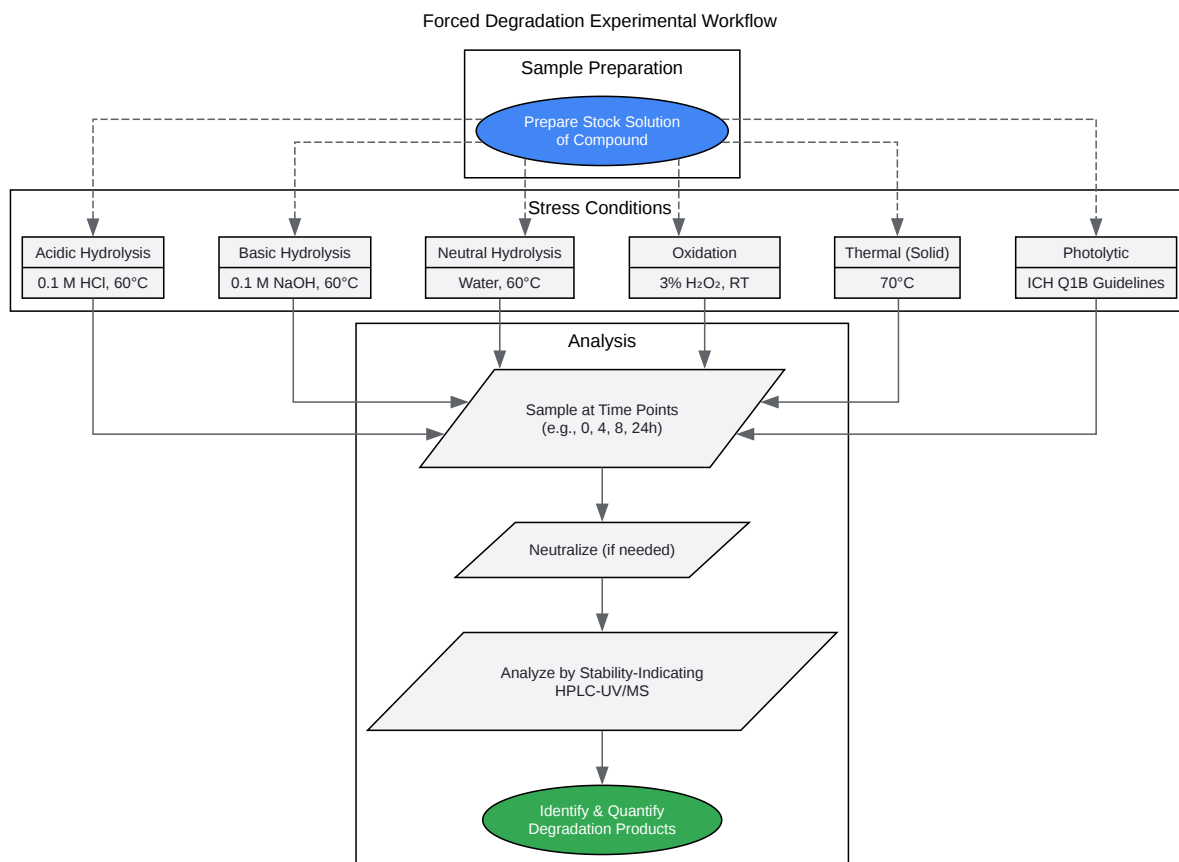 Forced Degradation Experimental Workflow
Sample Preparation
Prepare Stock Solution
of Compound
Stress Conditions
Acidic Hydrolysis
0.1 M HCl, 60°C
Basic Hydrolysis
0.1 M NaOH, 60°C
Neutral Hydrolysis
Water, 60°C
Oxidation
3% H₂O₂, RT
Thermal (Solid)
70°C
Photolytic
ICH Q1B Guidelines
Analysis
Sample at Time Points
(e.g., 0, 4, 8, 24h)
Neutralize (if needed)
Analyze by Stability-Indicating
HPLC-UV/MS
Identify & Quantify
Degradation Products